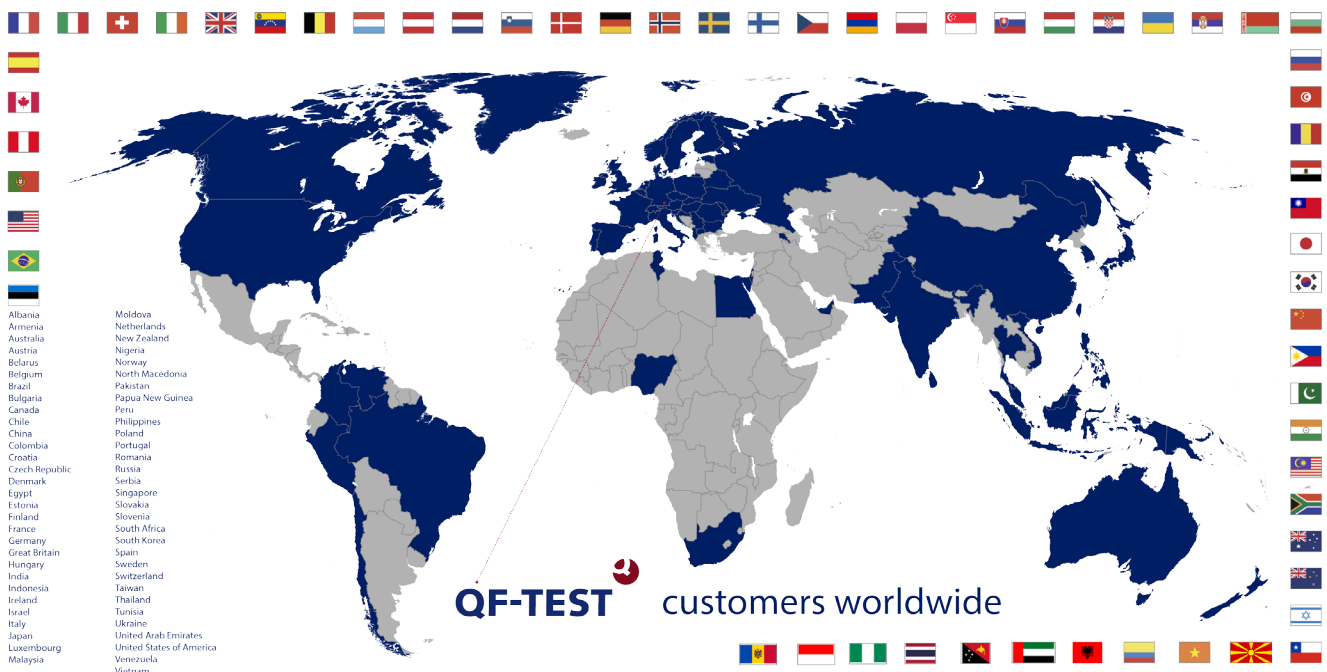 Albania
Armenia
Australia
Austria
Belarus
Belgium
Brazil
Bulgaria
Canada
Chile
China
Colombia
Croatia
Czech Republic
Denmark
Egypt
Estonia
Finland
France
Germany
Great Britain
Hungary
India
Indonesia
Ireland
Israel
Italy
Japan
Luxembourg
Malaysia
Moldova
Netherlands
New Zealand
Nigeria
Norway
North Macedonia
Pakistan
Papua New Guinea
Peru
Philippines
Poland
Portugal
Romania
Russia
Serbia
Singapore
Slovakia
Slovenia
South Africa
South Korea
Spain
Sweden
Switzerland
Taiwan
Thailand
Tunisia
Ukraine
United Arab Emirates
United States of America
Venezuela
Vietnam
QF-TEST customers worldwide